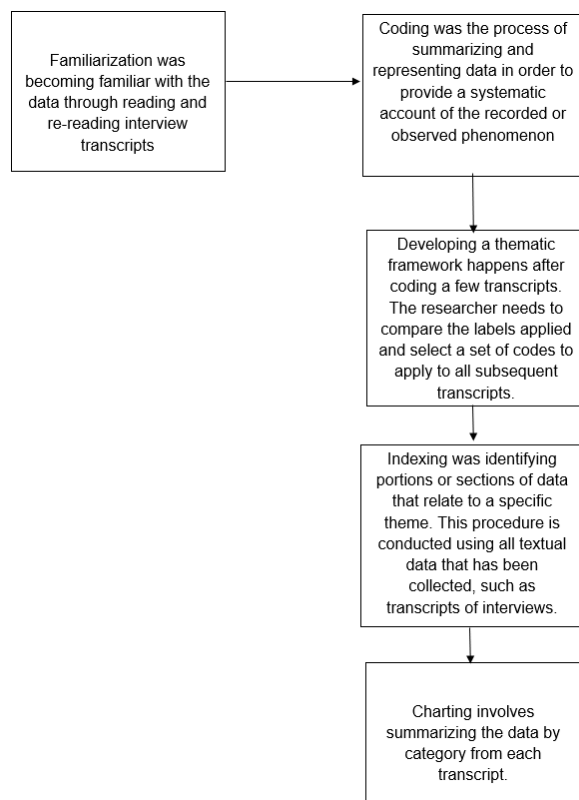 Familiarization was
becoming familiar with the
data through reading and
re-reading interview
transcripts
Coding was the process of
summarizing and
representing data in order to
provide a systematic
account of the recorded or
observed phenomenon
Developing a thematic
framework happens after
coding a few transcripts.
The researcher needs to
compare the labels applied
and select a set of codes to
apply to all subsequent
transcripts.
Indexing was identifying
portions or sections of data
that relate to a specific
theme. This procedure is
conducted using all textual
data that has been
collected, such as
transcripts of interviews.
Charting involves
summarizing the data by
category from each
transcript.